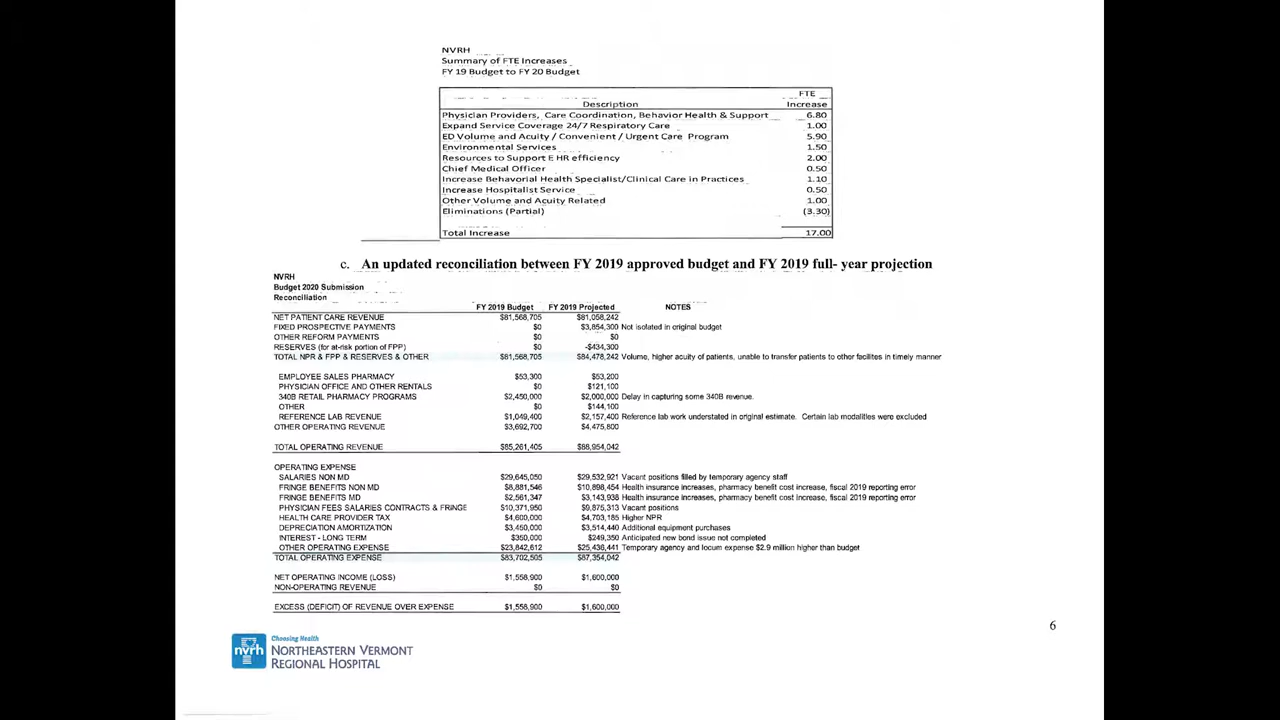 NVRH
Summary of FTE Increases
FY 19 Budget to FY 20 Budget
FTE
Description Increase
Physician Providers, Care Coordination, Behavior Health & Support 6.80
Expand Service Coverage 24/7 Respiratory Care 1.00
ED Volume and Acuity / Convenient / Urgent Care Program 5.90
Environmental Services 1.50
Resources to Support EHR efficiency 2.00
Chief Medical Officer 0.50
Increase Behavorial Health Specialist/Clinical Care in Practices 1.10
Increase Hospitalist Service 0.50
Other Volume and Acuity Related 1.00
Eliminations (Partial) (3.30)
Total Increase 17.00
c. An updated reconciliation between FY 2019 approved budget and FY 2019 full- year projection
NVRH
Budget 2020 Submission
Reconciliation
FY 2019 Budget FY 2019 Projected NOTES
NET PATIENT CARE REVENUE $81,568,705 $81,058,242
FIXED PROSPECTIVE PAYMENTS $0 $3,854,300 Not isolated in original budget
OTHER REFORM PAYMENTS $0 $0
RESERVES (for at-risk portion of FPP) $0 -$434,300
TOTAL NPR & FPP & RESERVES & OTHER $81,568,705 $84,478,242 Volume, higher acuity of patients, unable to transfer patients to other facilites in timely manner
EMPLOYEE SALES PHARMACY $53,300 $53,200
PHYSICIAN OFFICE AND OTHER RENTALS $0 $121,100
340B RETAIL PHARMACY PROGRAMS $2,450,000 $2,000,000 Delay in capturing some 340B revenue.
OTHER $0 $144,100
REFERENCE LAB REVENUE $1,049,400 $2,157,400 Reference lab work understated in original estimate. Certain lab modalities were excluded
OTHER OPERATING REVENUE $3,692,700 $4,475,800
TOTAL OPERATING REVENUE $85,261,405 $88,954,042
OPERATING EXPENSE
SALARIES NON MD $29,645,050 $29,532,921 Vacant positions filled by temporary agency staff
FRINGE BENEFITS NON MD $8,881,546 $10,898,454 Health insurance increases, pharmacy benefit cost increase, fiscal 2019 reporting error
FRINGE BENEFITS MD $2,561,347 $3,143,938 Health insurance increases, pharmacy benefit cost increase, fiscal 2019 reporting error
PHYSICIAN FEES SALARIES CONTRACTS & FRINGE $10,371,950 $9,875,313 Vacant positions
HEALTH CARE PROVIDER TAX $4,600,000 $4,703,185 Higher NPR
DEPRECIATION AMORTIZATION $3,450,000 $3,514,440 Additional equipment purchases
INTEREST - LONG TERM $350,000 $249,350 Anticipated new bond issue not completed
OTHER OPERATING EXPENSE $23,842,612 $25,436,441 Temporary agency and locum expense $2.9 million higher than budget
TOTAL OPERATING EXPENSE $83,702,505 $87,354,042
NET OPERATING INCOME (LOSS) $1,558,900 $1,600,000
NON-OPERATING REVENUE $0 $0
EXCESS (DEFICIT) OF REVENUE OVER EXPENSE $1,558,900 $1,600,000
6
Choosing Health
nvrh NORTHEASTERN VERMONT
REGIONAL HOSPITAL